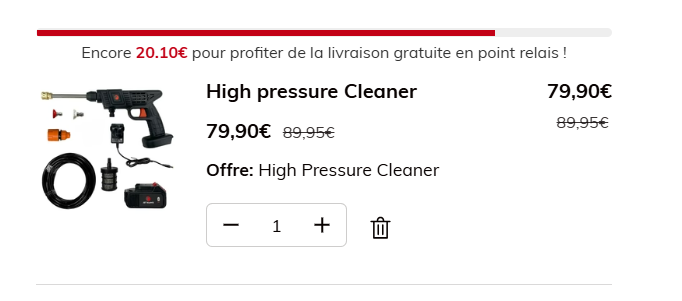 Encore 20.10€ pour profiter de la livraison gratuite en point relais !
High pressure Cleaner 79,90€
79,90€ 89,95€ 89,95€
Offre: High Pressure Cleaner
− 1 +